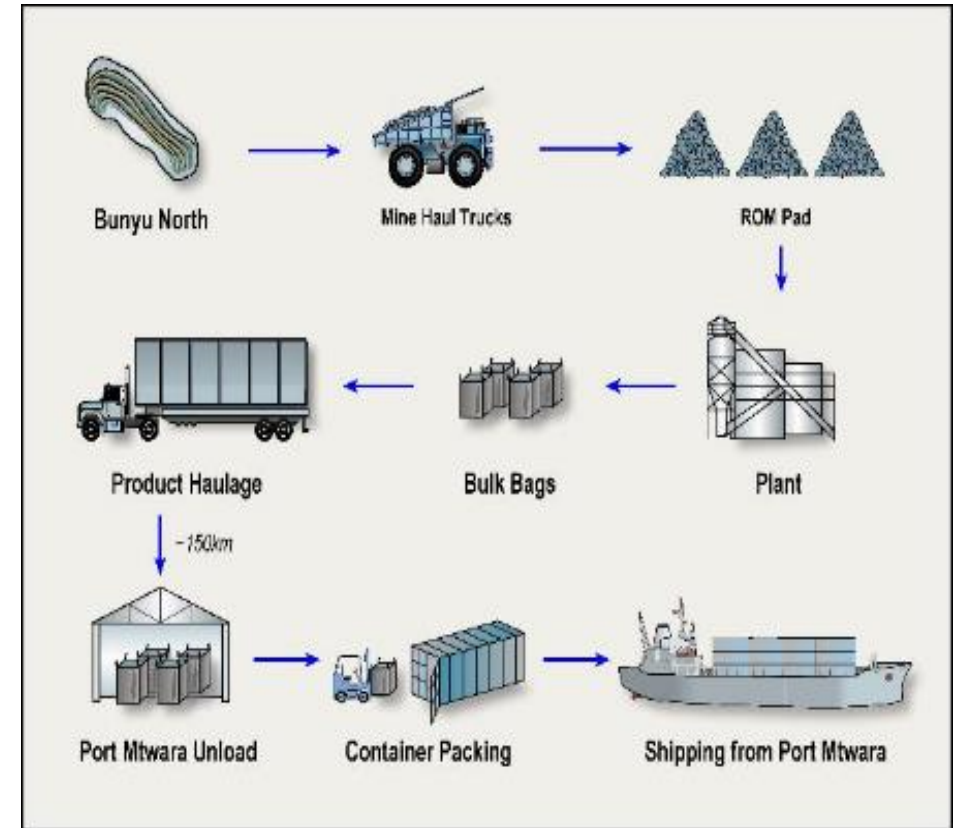 Bunyu North
Mine Haul Trucks
ROM Pad
Product Haulage
Bulk Bags
Plant
~150km
Port Mtwara Unload
Container Packing
Shipping from Port Mtwara